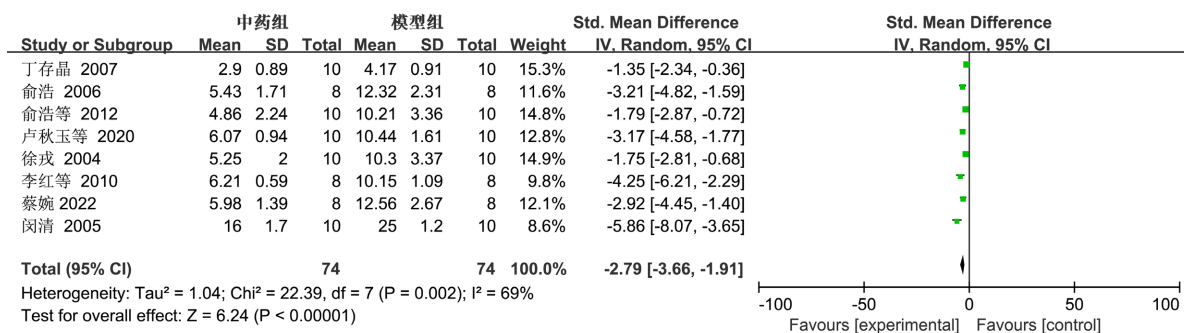 中药组 模型组 Std. Mean Difference Std. Mean Difference
Study or Subgroup Mean SD Total Mean SD Total Weight IV, Random, 95% CI IV, Random, 95% CI
丁存晶 2007 2.9 0.89 10 4.17 0.91 10 15.3% -1.35 [-2.34, -0.36]
俞浩 2006 5.43 1.71 8 12.32 2.31 8 11.6% -3.21 [-4.82, -1.59]
俞浩等 2012 4.86 2.24 10 10.21 3.36 10 14.8% -1.79 [-2.87, -0.72]
卢秋玉等 2020 6.07 0.94 10 10.44 1.61 10 12.8% -3.17 [-4.58, -1.77]
徐戎 2004 5.25 2 10 10.3 3.37 10 14.9% -1.75 [-2.81, -0.68]
李红等 2010 6.21 0.59 8 10.15 1.09 8 9.8% -4.25 [-6.21, -2.29]
蔡婉 2022 5.98 1.39 8 12.56 2.67 8 12.1% -2.92 [-4.45, -1.40]
闵清 2005 16 1.7 10 25 1.2 10 8.6% -5.86 [-8.07, -3.65]
Total (95% CI) 74 74 100.0% -2.79 [-3.66, -1.91]
Heterogeneity: Tau² = 1.04; Chi² = 22.39, df = 7 (P = 0.002); I² = 69%
Test for overall effect: Z = 6.24 (P < 0.00001)
-100 -50 0 50 100
Favours [experimental] Favours [control]